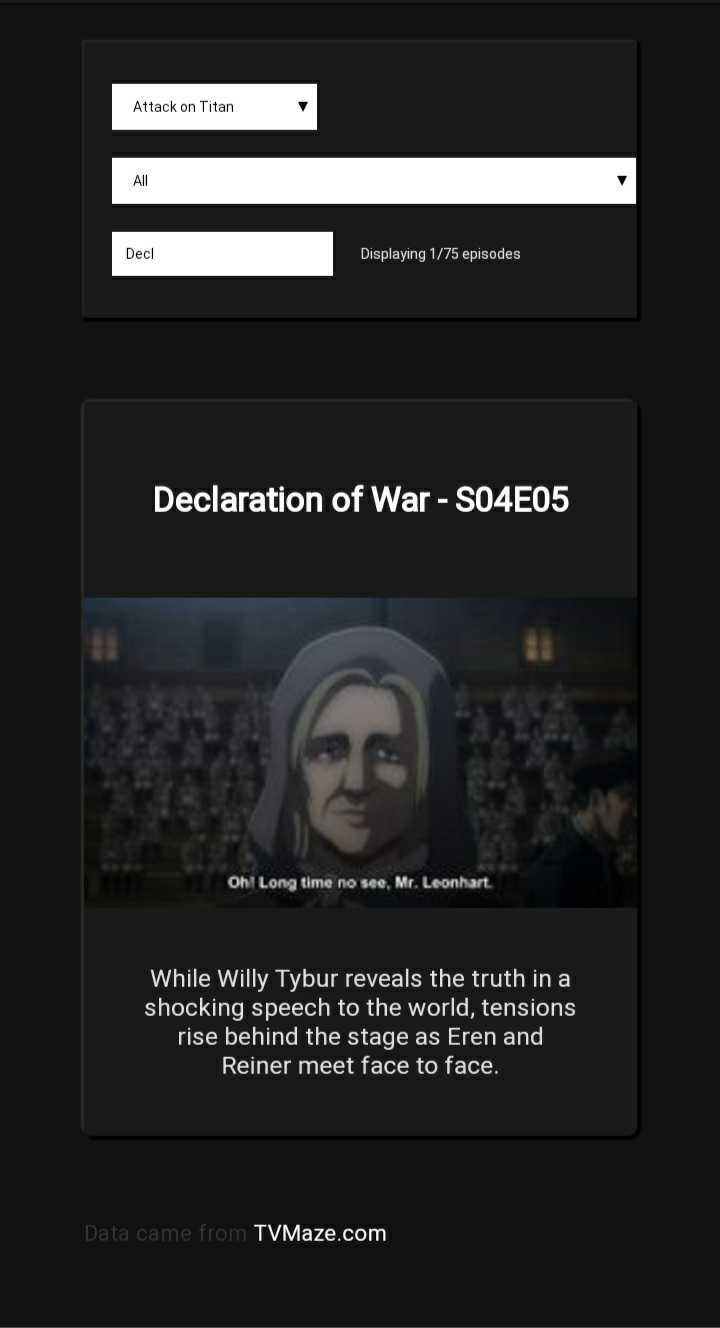 Attack on Titan
All
Decl
Displaying 1/75 episodes
Declaration of War - S04E05
Oh! Long time no see, Mr. Leonhart.
While Willy Tybur reveals the truth in a
shocking speech to the world, tensions
rise behind the stage as Eren and
Reiner meet face to face.
Data came from TVMaze.com